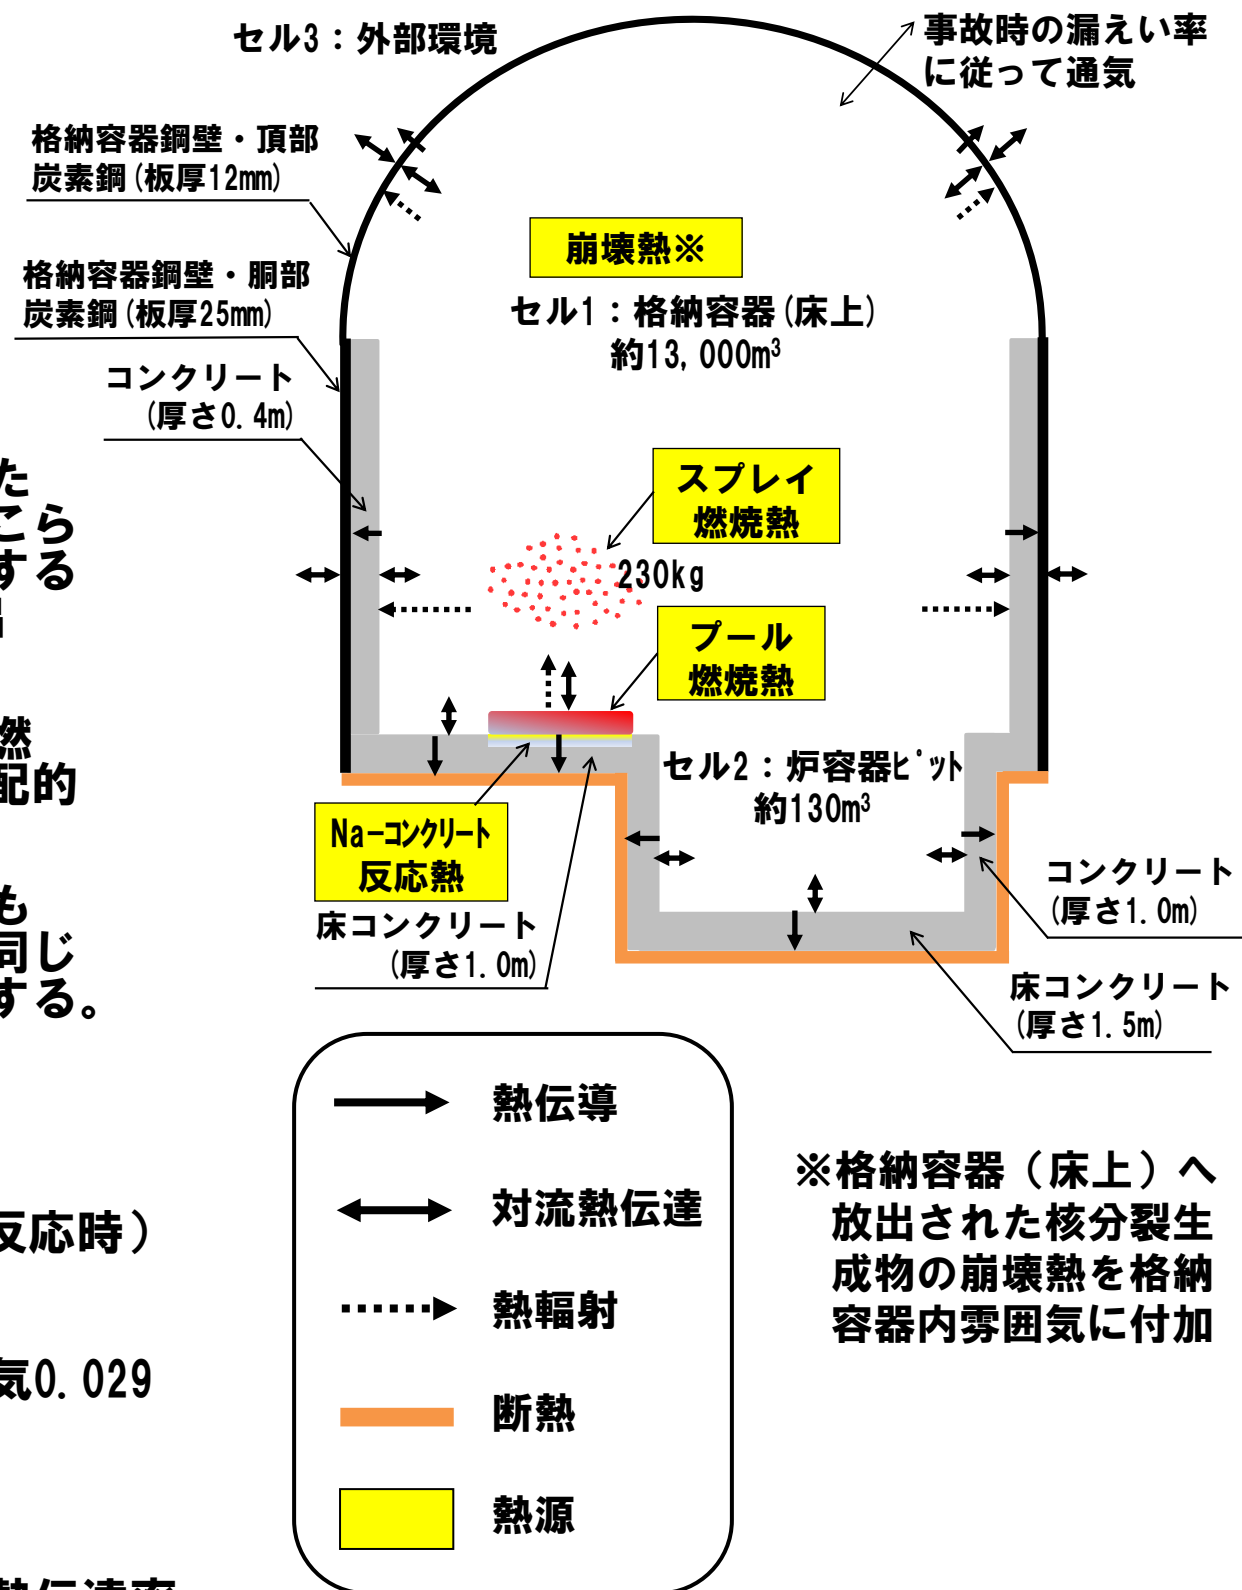 セル3：外部環境
事故時の漏えい率
に従って通気
格納容器鋼壁・頂部
炭素鋼(板厚12mm)
崩壊熱※
格納容器鋼壁・胴部
炭素鋼(板厚25mm)
セル1：格納容器(床上)
約13,000m³
コンクリート
(厚さ0.4m)
スプレイ
燃焼熱
230kg
プール
燃焼熱
セル2：炉容器ﾋﾟｯﾄ
約130m³
Na-コンクリート
反応熱
床コンクリート
(厚さ1.0m)
コンクリート
(厚さ1.0m)
床コンクリート
(厚さ1.5m)
た
こら
する
燃
配的
も
同じ
する。
反応時）
気0.029
熱伝導
対流熱伝達
熱輻射
断熱
熱源
※格納容器（床上）へ
放出された核分裂生
成物の崩壊熱を格納
容器内雰囲気に付加